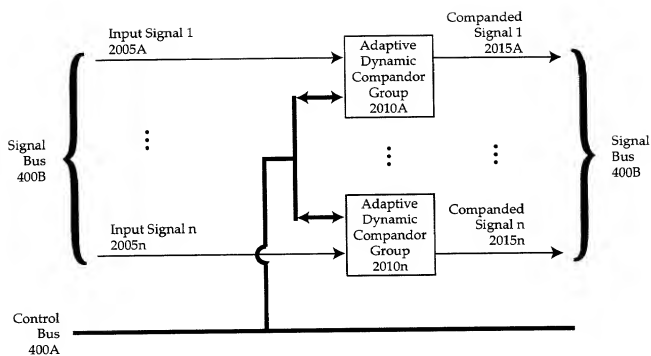 Input Signal 1
2005A
Adaptive
Dynamic
Compandor
Group
2010A
Companded
Signal 1
2015A
Signal
Bus
400B
Signal
Bus
400B
Input Signal n
2005n
Adaptive
Dynamic
Compandor
Group
2010n
Companded
Signal n
2015n
Control
Bus
400A